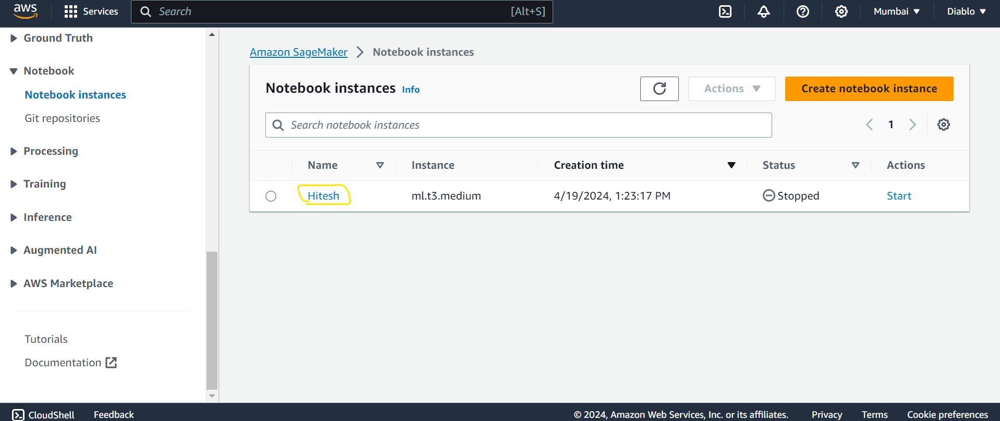 aws Services Search [Alt+S] Mumbai Diablo
Ground Truth
Notebook
Notebook instances
Git repositories
Processing
Training
Inference
Augmented AI
AWS Marketplace
Tutorials
Documentation
Amazon SageMaker > Notebook instances
Notebook instances Info Actions Create notebook instance
Search notebook instances 1
Name Instance Creation time Status Actions
Hitesh ml.t3.medium 4/19/2024, 1:23:17 PM Stopped Start
CloudShell Feedback © 2024, Amazon Web Services, Inc. or its affiliates. Privacy Terms Cookie preferences